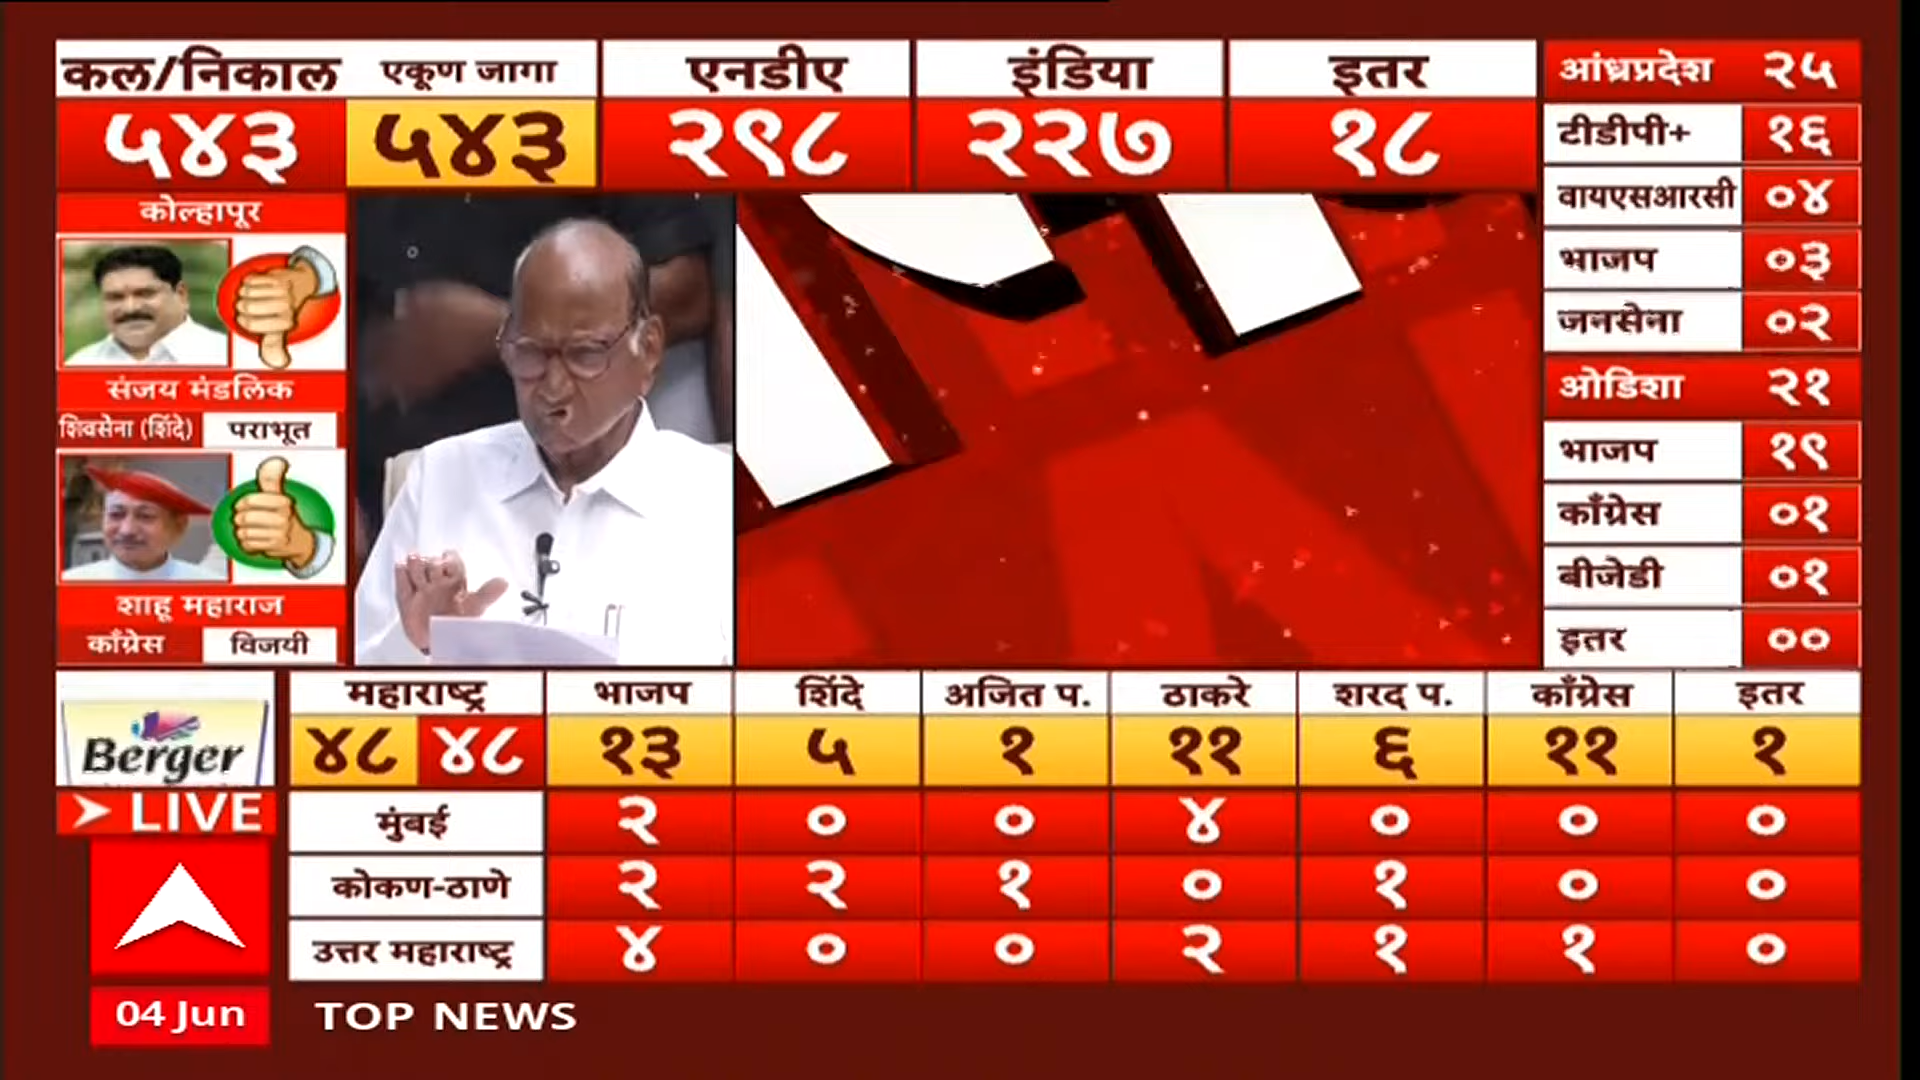 कल/निकाल एकूण जागा एनडीए इंडिया इतर
५४३ ५४३ २९८ २२७ १८
कोल्हापूर
संजय मंडलिक
शिवसेना (शिंदे) पराभूत
शाहू महाराज
काँग्रेस विजयी
आंध्रप्रदेश २५
टीडीपी+ १६
वायएसआरसी ०४
भाजप ०३
जनसेना ०२
ओडिशा २१
भाजप १९
काँग्रेस ०१
बीजेडी ०१
इतर ००
Berger
महाराष्ट्र भाजप शिंदे अजित प. ठाकरे शरद प. काँग्रेस इतर
४८ ४८ १३ ५ १ ११ ६ ११ १
मुंबई २ ० ० ४ ० ० ०
कोकण-ठाणे २ २ १ ० १ ० ०
उत्तर महाराष्ट्र ४ ० ० २ १ १ ०
LIVE
04 Jun
TOP NEWS